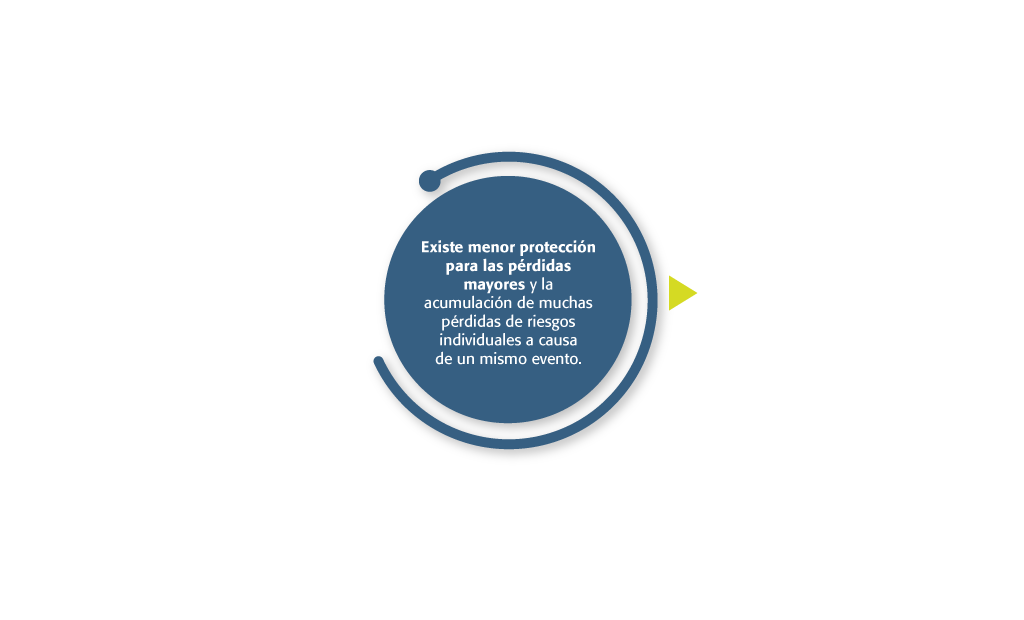 Existe menor protección
para las pérdidas
mayores y la
acumulación de muchas
pérdidas de riesgos
individuales a causa
de un mismo evento.